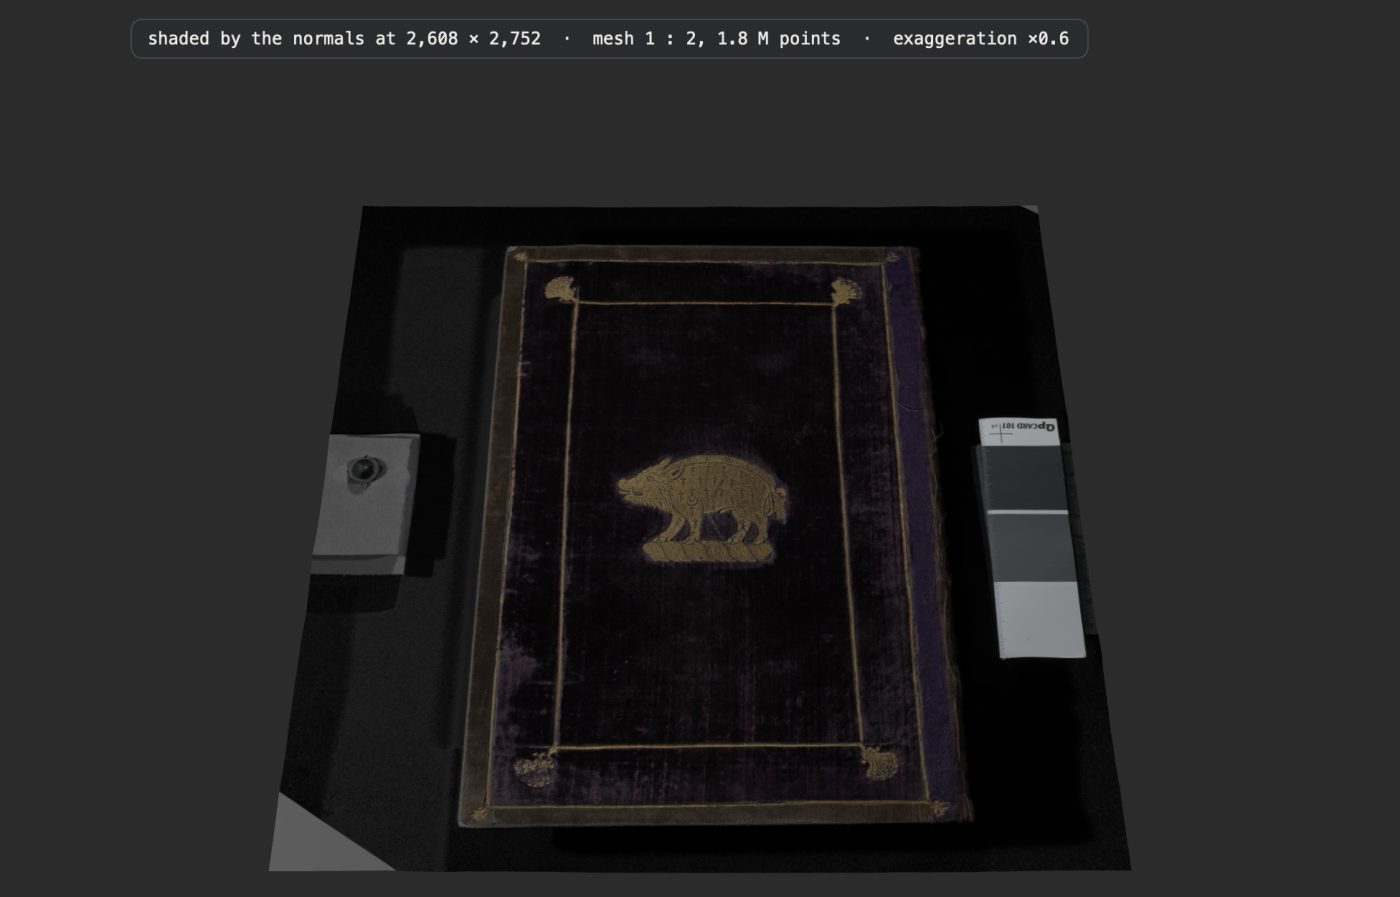 shaded by the normals at 2,608 × 2,752 · mesh 1 : 2, 1.8 M points · exaggeration ×0.6
QpCARD 101